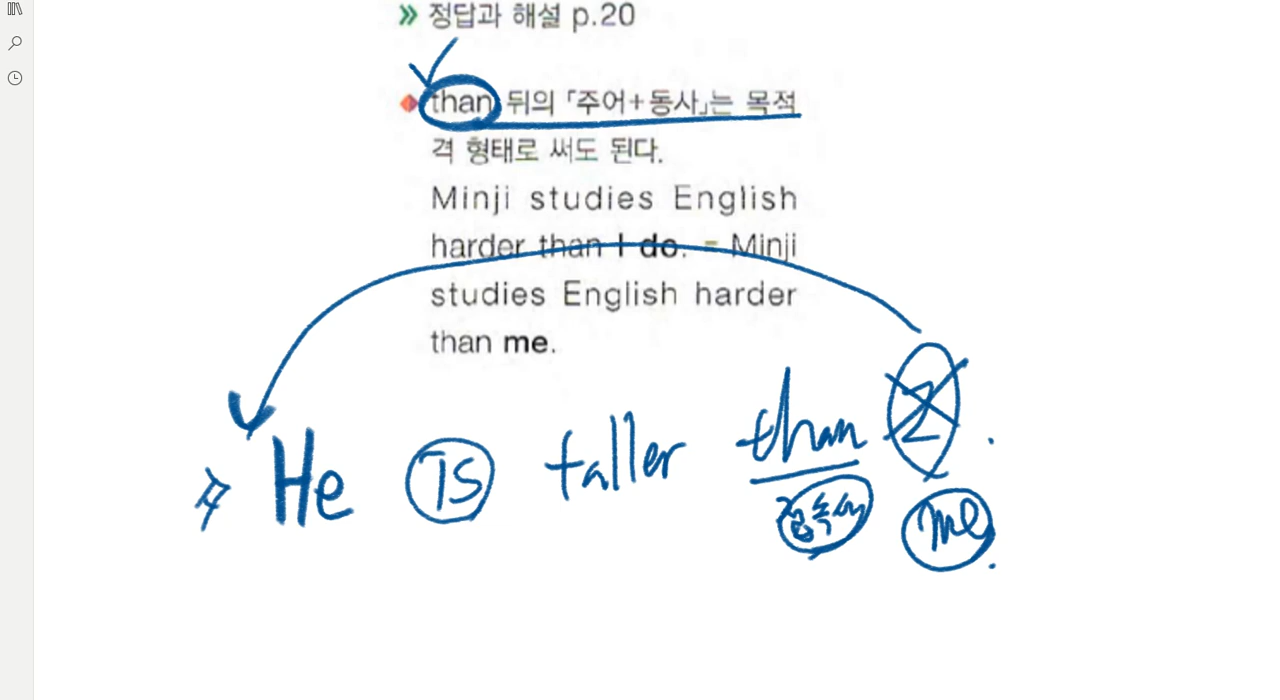 » 정답과 해설 p.20
than 뒤의 「주어+동사」는 목적
격 형태로 써도 된다.
Minji studies English
harder than I do. = Minji
studies English harder
than me.
He is taller than I.
접속사 me.